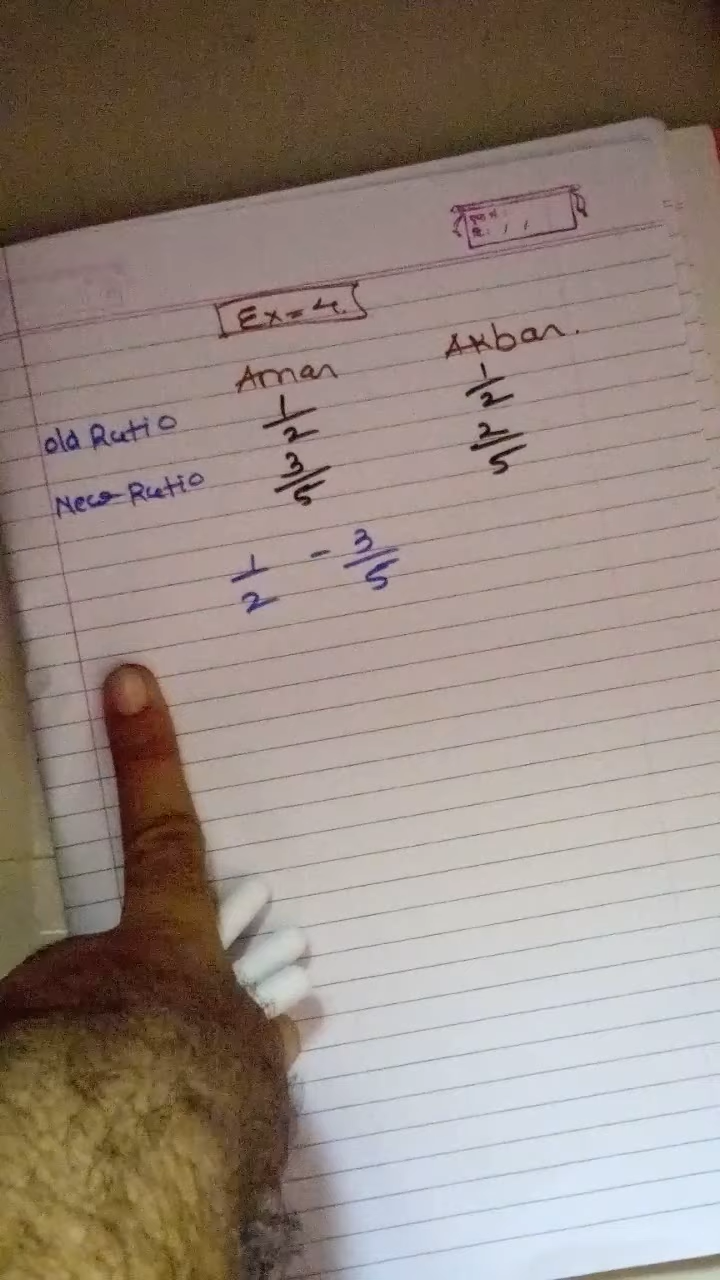 Ex=4.
Amar Akbar.
old Ratio 1/2 1/2
New Ratio 3/5 2/5
1/2 - 3/5